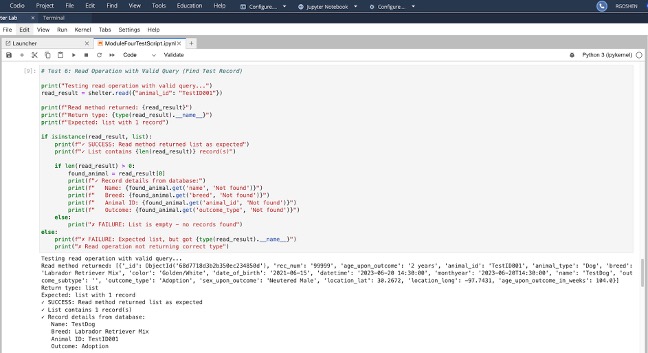 Codio Project File Edit Find View Tools Education Help Configure... Jupyter Notebook Configure... RGOSHEN
ter Lab × Terminal
File Edit View Run Kernel Tabs Settings Help
Launcher × ModuleFourTestScript.ipynb × +
Code Validate Python 3 (ipykernel)
# Test 6: Read Operation with Valid Query (Find Test Record)
print("Testing read operation with valid query...")
read_result = shelter.read({"animal_id": "TestID001"})
print(f"Read method returned: {read_result}")
print(f"Return type: {type(read_result).__name__}")
print(f"Expected: list with 1 record")
if isinstance(read_result, list):
print(f"✓ SUCCESS: Read method returned list as expected")
print(f"✓ List contains {len(read_result)} record(s)")
if len(read_result) > 0:
found_animal = read_result[0]
print(f"✓ Record details from database:")
print(f" Name: {found_animal.get('name', 'Not found')}")
print(f" Breed: {found_animal.get('breed', 'Not found')}")
print(f" Animal ID: {found_animal.get('animal_id', 'Not found')}")
print(f" Outcome: {found_animal.get('outcome_type', 'Not found')}")
else:
print("✗ FAILURE: List is empty - no records found")
else:
print(f"✗ FAILURE: Expected list, but got {type(read_result).__name__}")
print("✗ Read operation not returning correct type")
Testing read operation with valid query...
Read method returned: [{'_id': 'rec_num': '99999', 'age_upon_outcome': '2 years', 'animal_id': 'TestID001', 'animal_type': 'Dog', 'breed':
'Labrador Retriever Mix', 'color': 'Golden/White', 'date_of_birth': '2021-06-15', 'datetime': '2023-06-20 14:30:00', 'monthyear': '2023-06-20T14:30:00', 'name': 'TestDog', 'out
come_subtype': '', 'outcome_type': 'Adoption', 'sex_upon_outcome': 'Neutered Male', 'location_lat': 30.2672, 'location_long': -97.7431, 'age_upon_outcome_in_weeks': 104.0}]
Return type: list
Expected: list with 1 record
✓ SUCCESS: Read method returned list as expected
✓ List contains 1 record(s)
✓ Record details from database:
Name: TestDog
Breed: Labrador Retriever Mix
Animal ID: TestID001
Outcome: Adoption